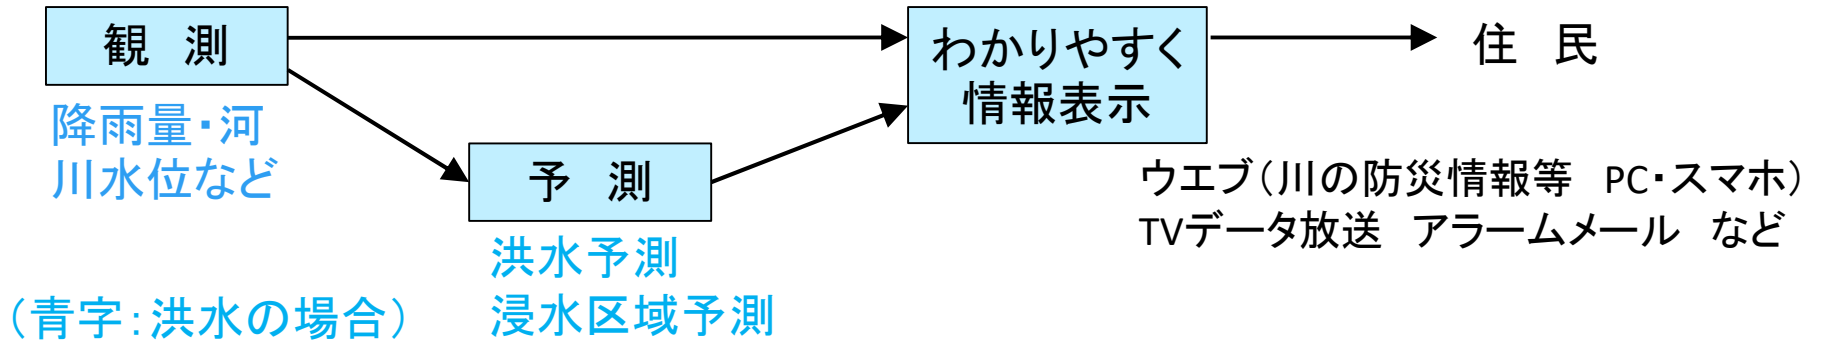 観　測
降雨量・河
川水位など
予　測
洪水予測
浸水区域予測
（青字：洪水の場合）
わかりやすく
情報表示
住　民
ウエブ（川の防災情報等　PC・スマホ）
TVデータ放送　アラームメール　など